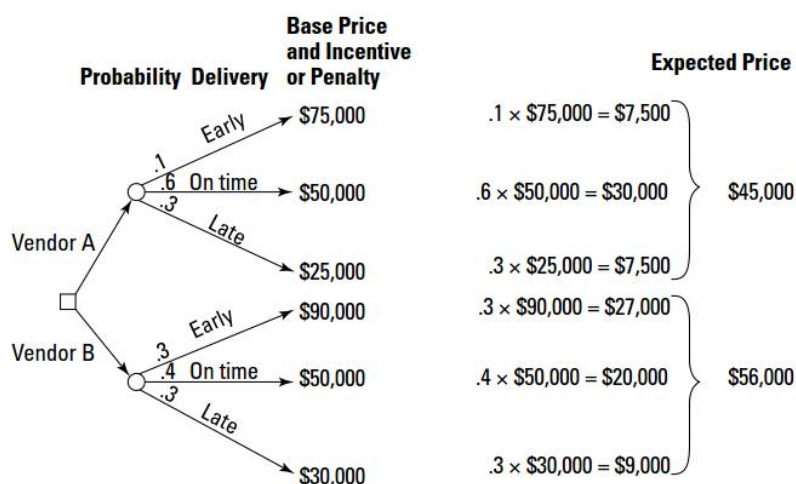 Base Price
and Incentive
Probability Delivery or Penalty
Expected Price
Early $75,000
.1
.1 × $75,000 = $7,500
.6 On time $50,000
.6 × $50,000 = $30,000
$45,000
.3
Late
Vendor A
$25,000
.3 × $25,000 = $7,500
Early $90,000
.3
.3 × $90,000 = $27,000
Vendor B
.4 On time $50,000
.4 × $50,000 = $20,000
$56,000
.3
Late
$30,000
.3 × $30,000 = $9,000